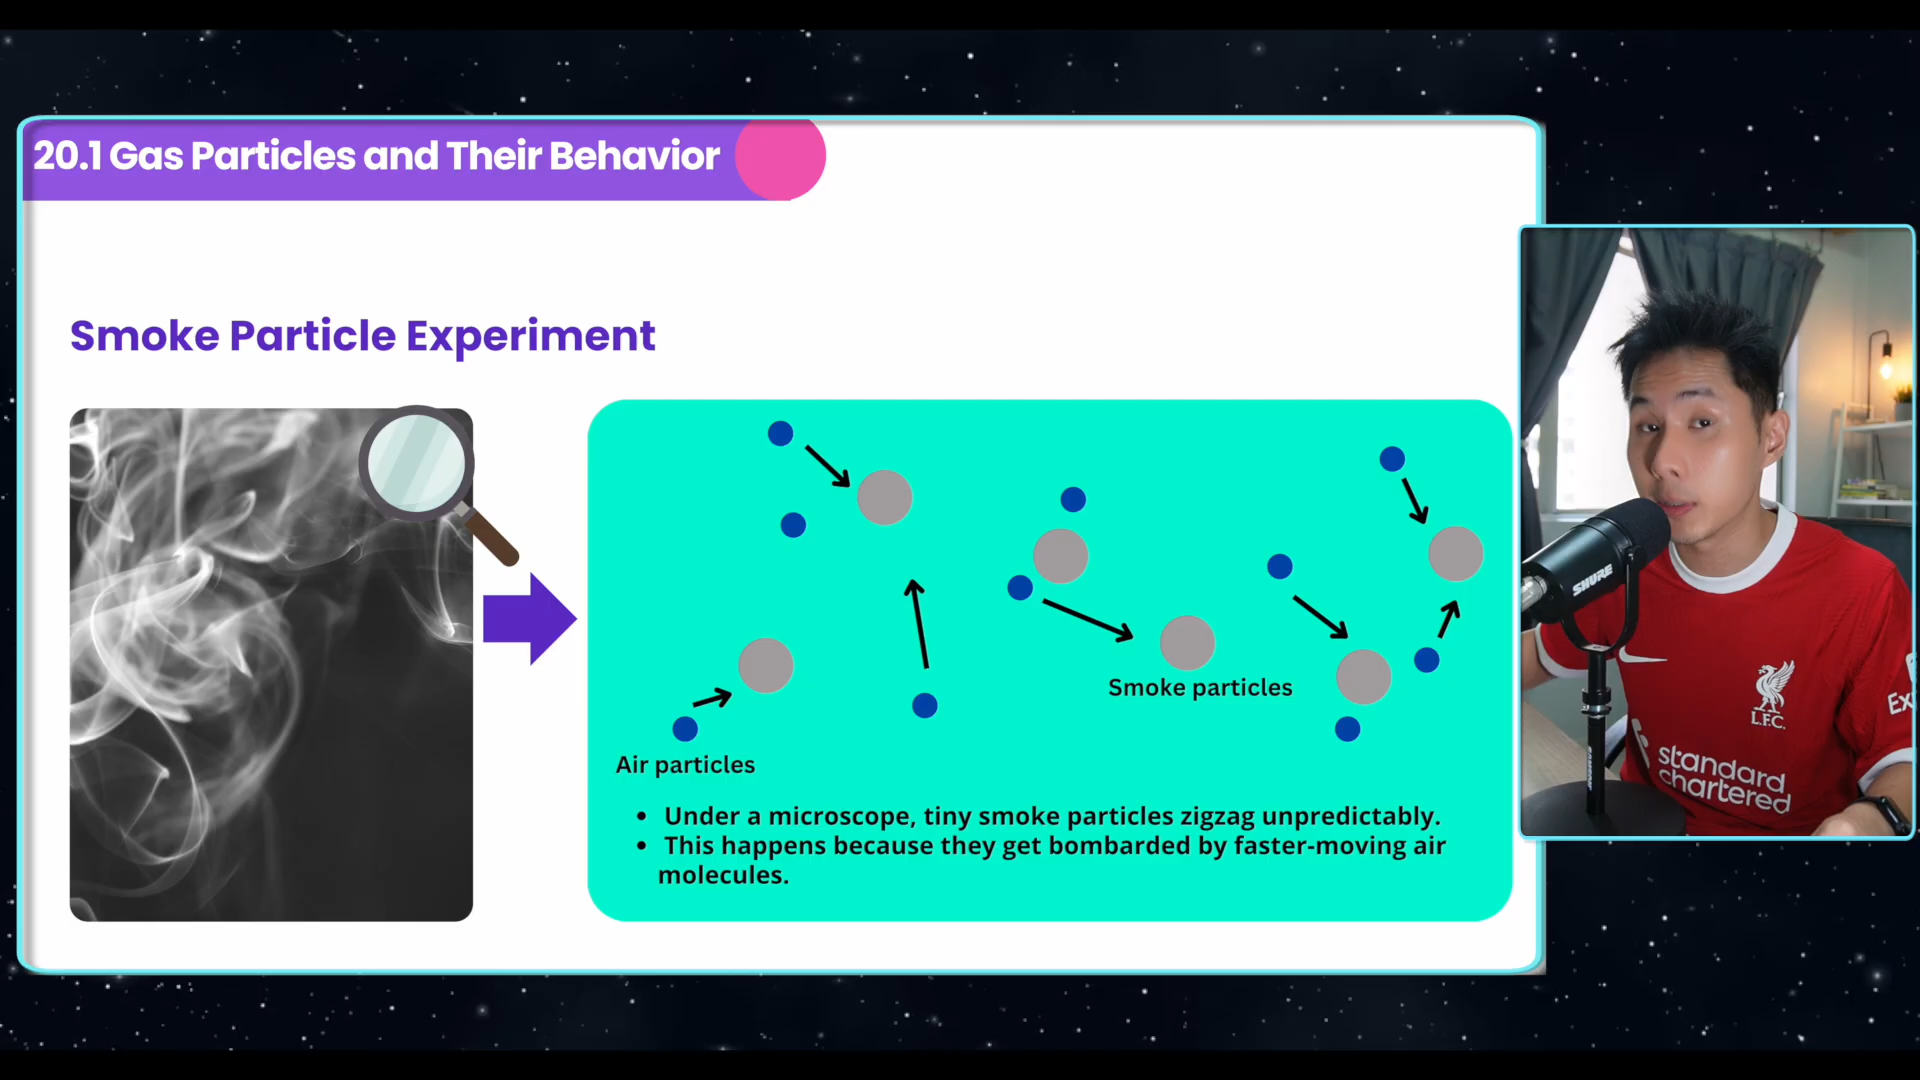 20.1 Gas Particles and Their Behavior
Smoke Particle Experiment
Smoke particles
Air particles
• Under a microscope, tiny smoke particles zigzag unpredictably.
• This happens because they get bombarded by faster-moving air
molecules.
SHURE
L.F.C.
standard
chartered
Ex